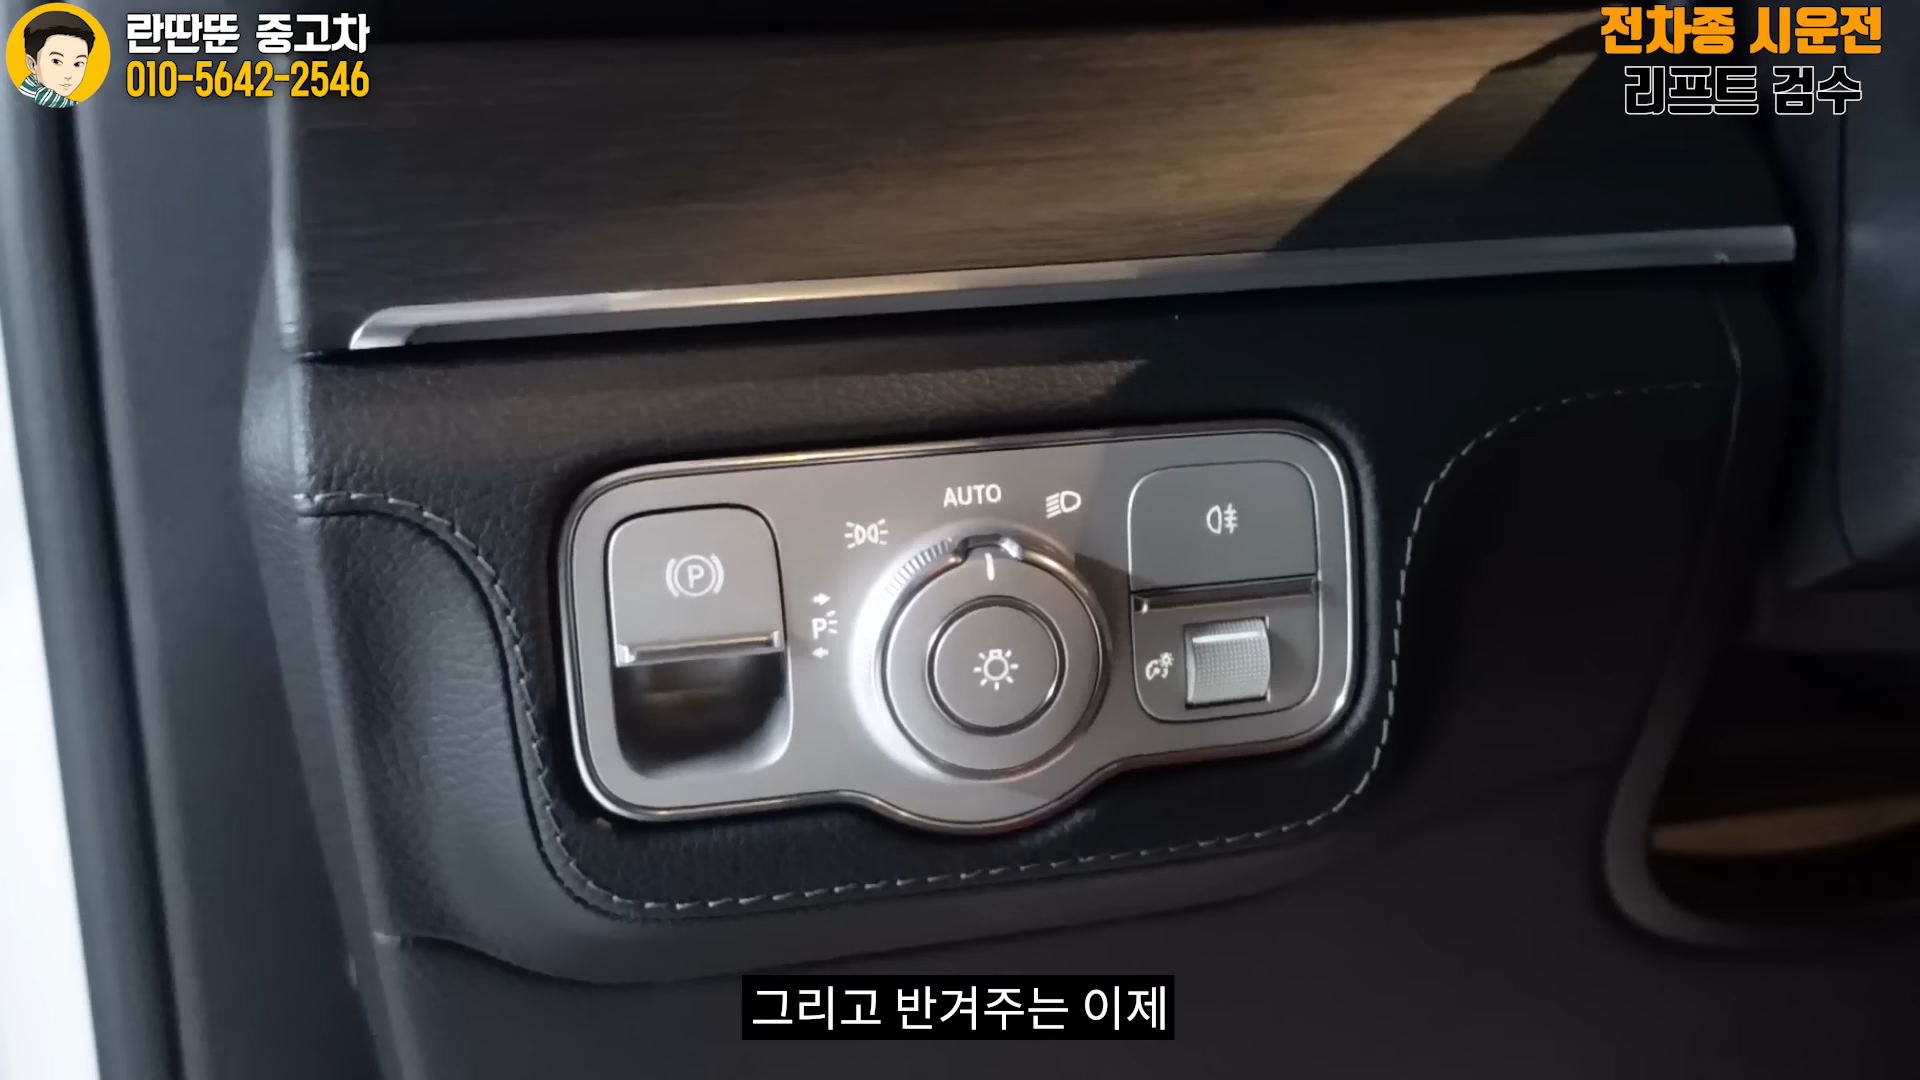 란딴뚠 중고차
010-5642-2546
전차종 시운전
리프트 검수
AUTO
P
P
그리고 반겨주는 이제